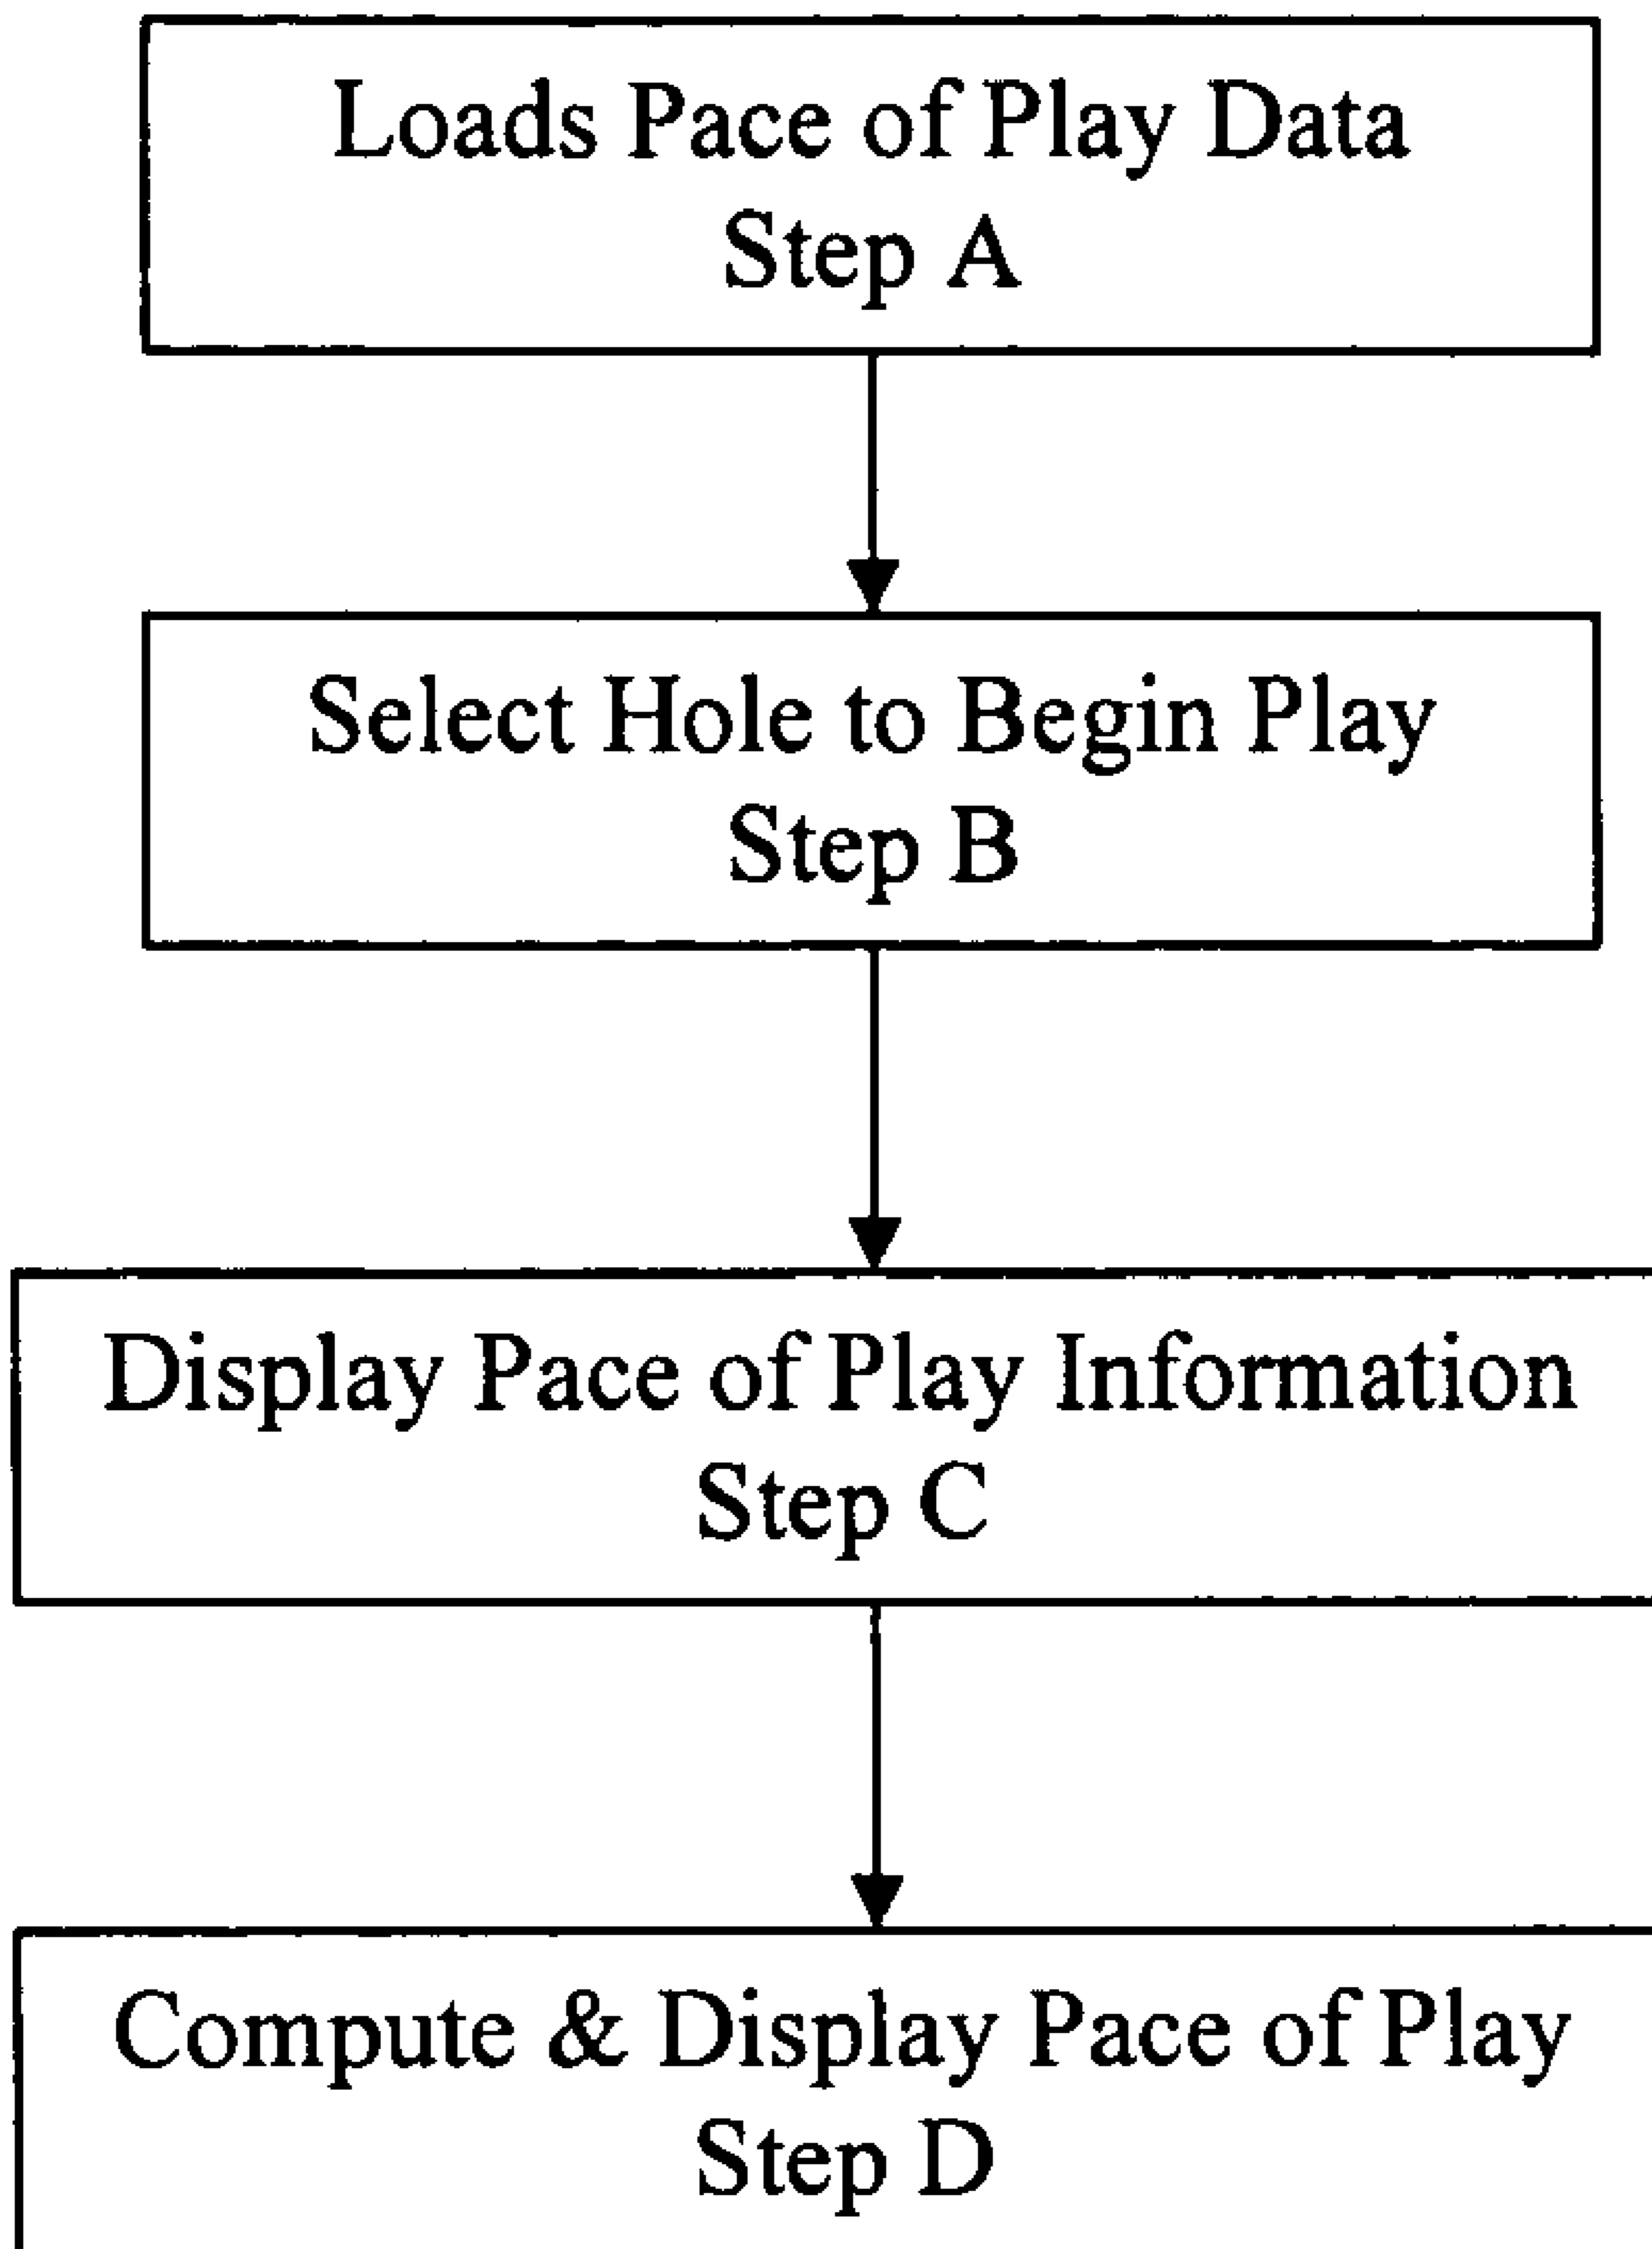 Loads Pace of Play Data
Step A
Select Hole to Begin Play
Step B
Display Pace of Play Information
Step C
Compute & Display Pace of Play
Step D